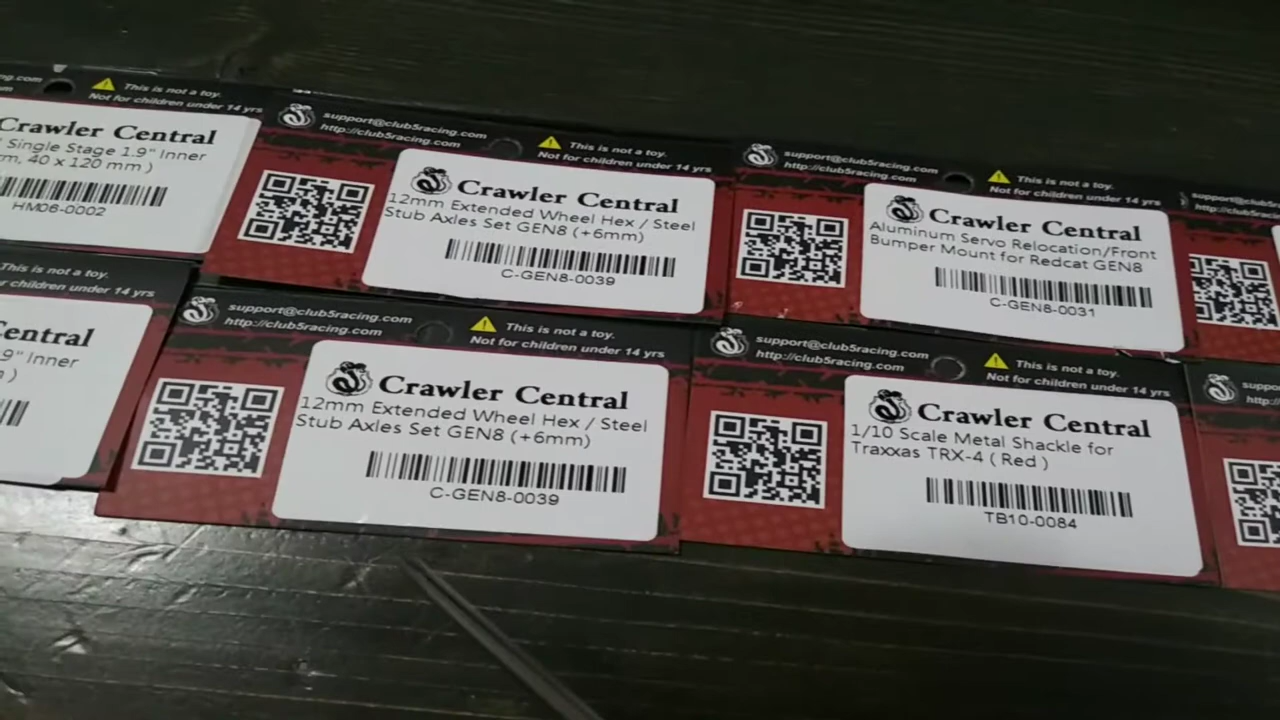 ng.com
This is not a toy.
Not for children under 14 yrs
Crawler Central
Single Stage 1.9" Inner
m, 40 x 120 mm )
HM06-0002
support@club5racing.com
http://club5racing.com
This is not a toy.
Not for children under 14 yrs
Crawler Central
12mm Extended Wheel Hex / Steel
Stub Axles Set GEN8 (+6mm)
C-GEN8-0039
support@club5racing.com
http://club5racing.com
This is not a toy.
Not for children under 14 yrs
Crawler Central
Aluminum Servo Relocation/Front
Bumper Mount for Redcat GEN8
C-GEN8-0031
support@club5racing
http://club5racing
This is not a toy.
children under 14 yrs
Central
.9" Inner
)
support@club5racing.com
http://club5racing.com
This is not a toy.
Not for children under 14 yrs
Crawler Central
12mm Extended Wheel Hex / Steel
Stub Axles Set GEN8 (+6mm)
C-GEN8-0039
support@club5racing.com
http://club5racing.com
This is not a toy.
Not for children under 14 yrs
Crawler Central
1/10 Scale Metal Shackle for
Traxxas TRX-4 ( Red )
TB10-0084
suppo
http:/